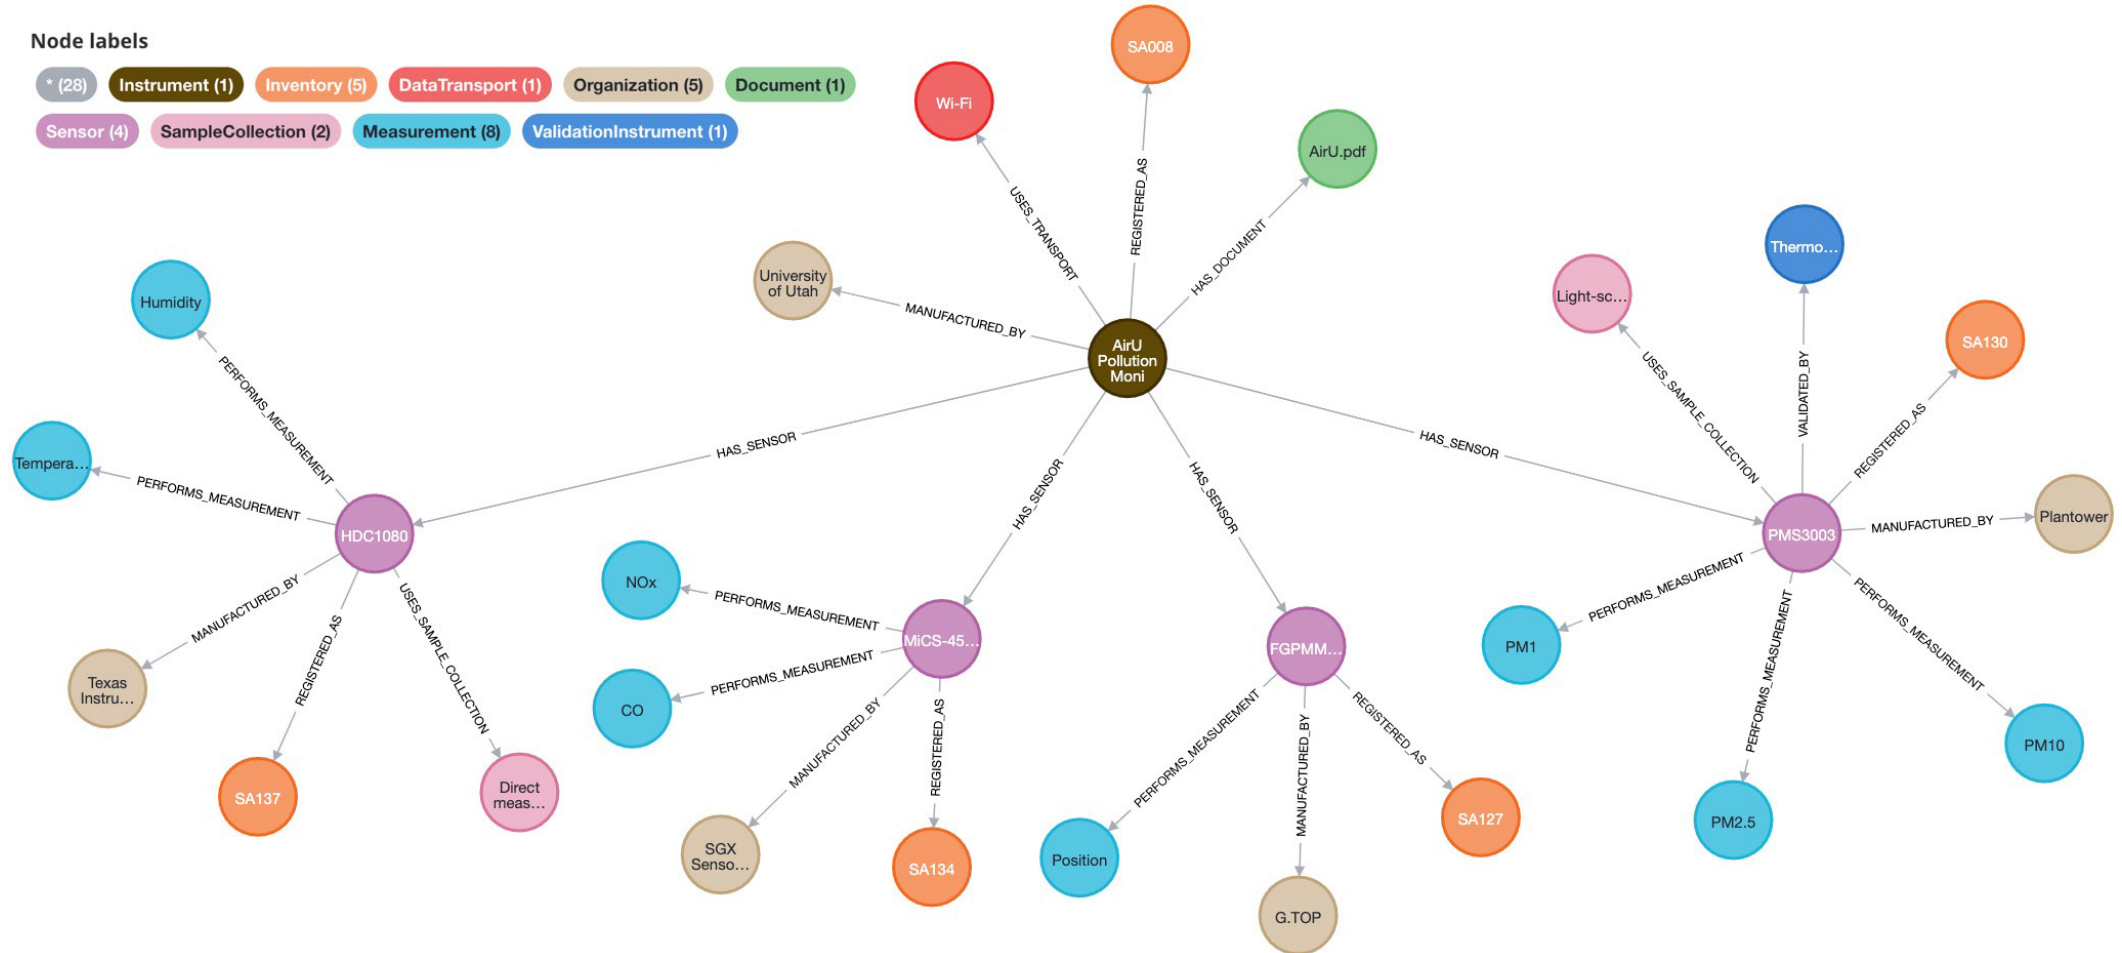 Node labels
* (28) Instrument (1) Inventory (5) DataTransport (1) Organization (5) Document (1)
Sensor (4) SampleCollection (2) Measurement (8) ValidationInstrument (1)
SA008
Wi-Fi
AirU.pdf
USES_TRANSPORT
REGISTERED_AS
HAS_DOCUMENT
University
of Utah
MANUFACTURED_BY
AirU
Pollution
Moni
HAS_SENSOR
HAS_SENSOR
HAS_SENSOR
HAS_SENSOR
Humidity
PERFORMS_MEASUREMENT
Tempera...
PERFORMS_MEASUREMENT
HDC1080
MANUFACTURED_BY
REGISTERED_AS
USES_SAMPLE_COLLECTION
Texas
Instru...
SA137
Direct
meas...
NOx
PERFORMS_MEASUREMENT
MiCS-45...
CO
PERFORMS_MEASUREMENT
MANUFACTURED_BY
REGISTERED_AS
SGX
Senso...
SA134
FGPMM...
PERFORMS_MEASUREMENT
MANUFACTURED_BY
REGISTERED_AS
Position
G.TOP
SA127
Thermo...
Light-sc...
SA130
USES_SAMPLE_COLLECTION
VALIDATED_BY
REGISTERED_AS
PMS3003
MANUFACTURED_BY
Plantower
PERFORMS_MEASUREMENT
PERFORMS_MEASUREMENT
PERFORMS_MEASUREMENT
PM1
PM2.5
PM10